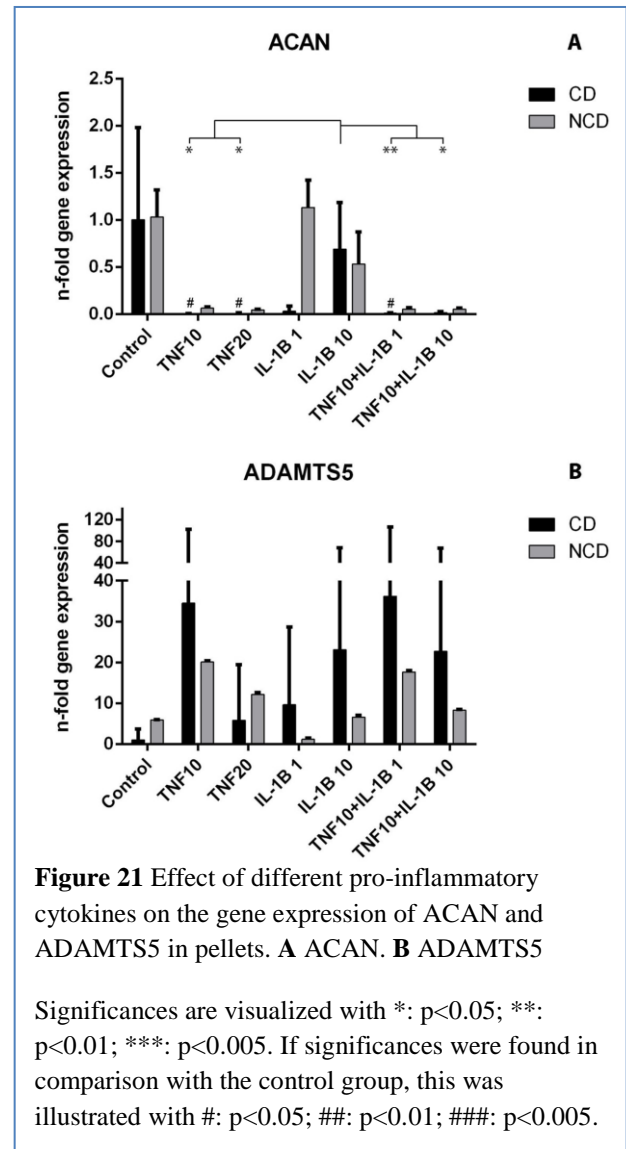 ACAN
A
CD
NCD
n-fold gene expression
2.5
2.0
1.5
1.0
0.5
0.0
* * ** *
# # #
Control
TNF10
TNF20
IL-1B 1
IL-1B 10
TNF10+IL-1B 1
TNF10+IL-1B 10
ADAMTS5
B
CD
NCD
n-fold gene expression
120
80
40
40
30
20
10
0
Control
TNF10
TNF20
IL-1B 1
IL-1B 10
TNF10+IL-1B 1
TNF10+IL-1B 10
Figure 21 Effect of different pro-inflammatory
cytokines on the gene expression of ACAN and
ADAMTS5 in pellets. A ACAN. B ADAMTS5
Significances are visualized with *: p<0.05; **:
p<0.01; ***: p<0.005. If significances were found in
comparison with the control group, this was
illustrated with #: p<0.05; ##: p<0.01; ###: p<0.005.